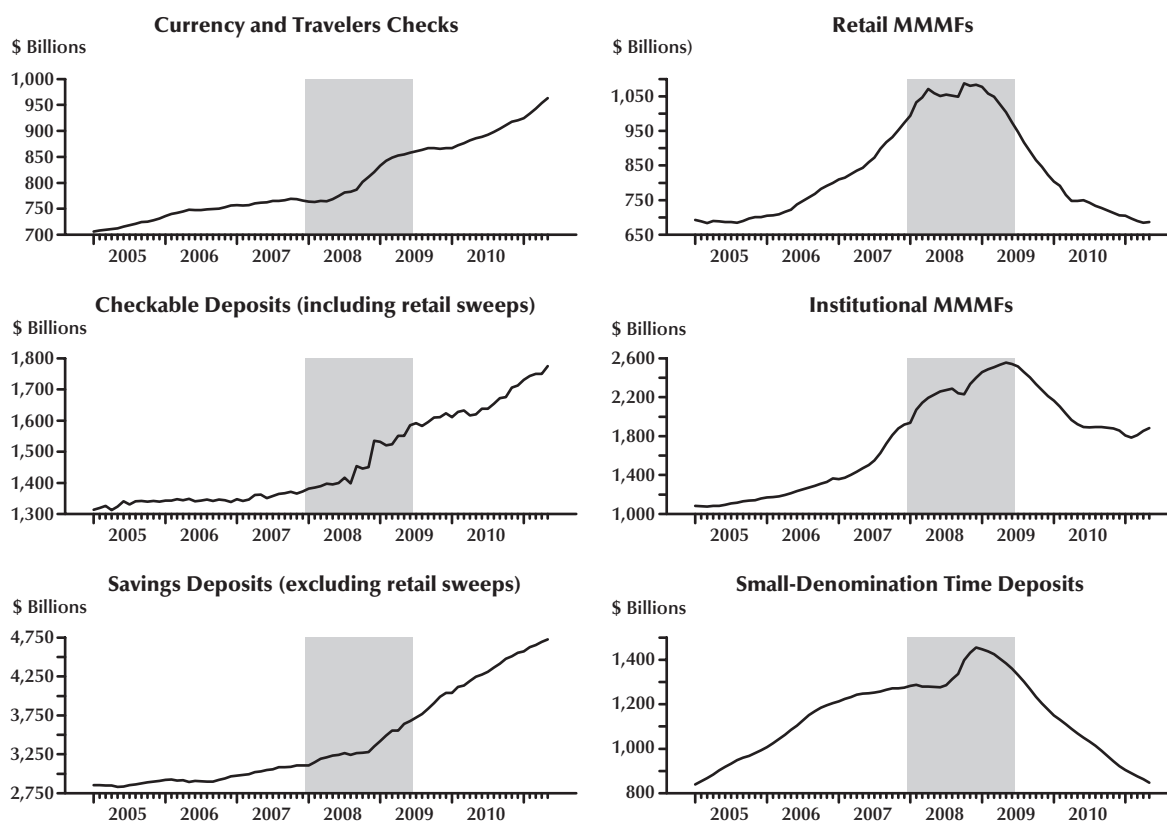 Currency and Travelers Checks
$ Billions
1,000
950
900
850
800
750
700
2005 2006 2007 2008 2009 2010
Retail MMMFs
$ Billions)
1,050
950
850
750
650
2005 2006 2007 2008 2009 2010
Checkable Deposits (including retail sweeps)
$ Billions
1,800
1,700
1,600
1,500
1,400
1,300
2005 2006 2007 2008 2009 2010
Institutional MMMFs
$ Billions
2,600
2,200
1,800
1,400
1,000
2005 2006 2007 2008 2009 2010
Savings Deposits (excluding retail sweeps)
$ Billions
4,750
4,250
3,750
3,250
2,750
2005 2006 2007 2008 2009 2010
Small-Denomination Time Deposits
$ Billions
1,400
1,200
1,000
800
2005 2006 2007 2008 2009 2010